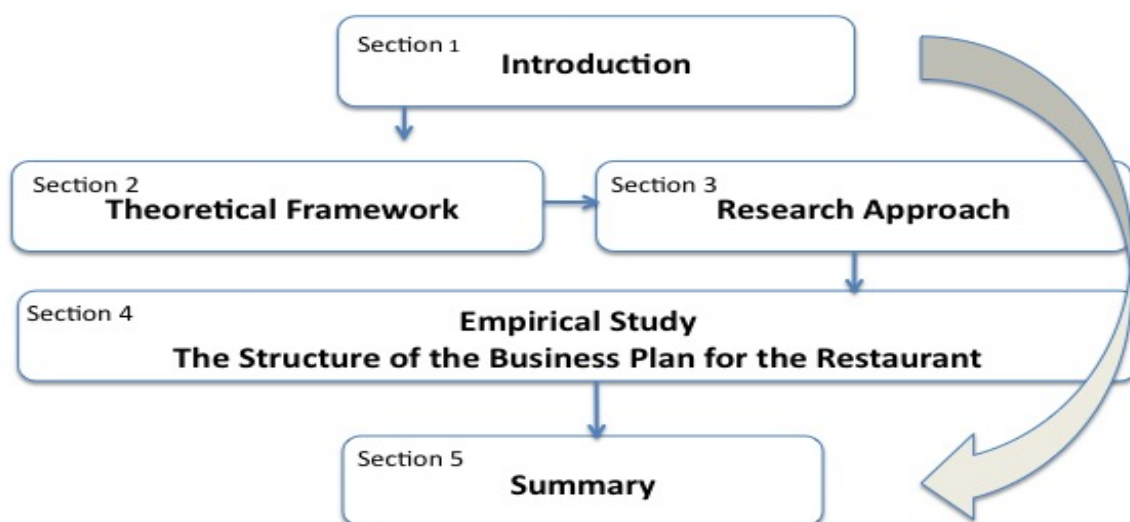 Section 1
Introduction
Section 2
Theoretical Framework
Section 3
Research Approach
Section 4
Empirical Study
The Structure of the Business Plan for the Restaurant
Section 5
Summary